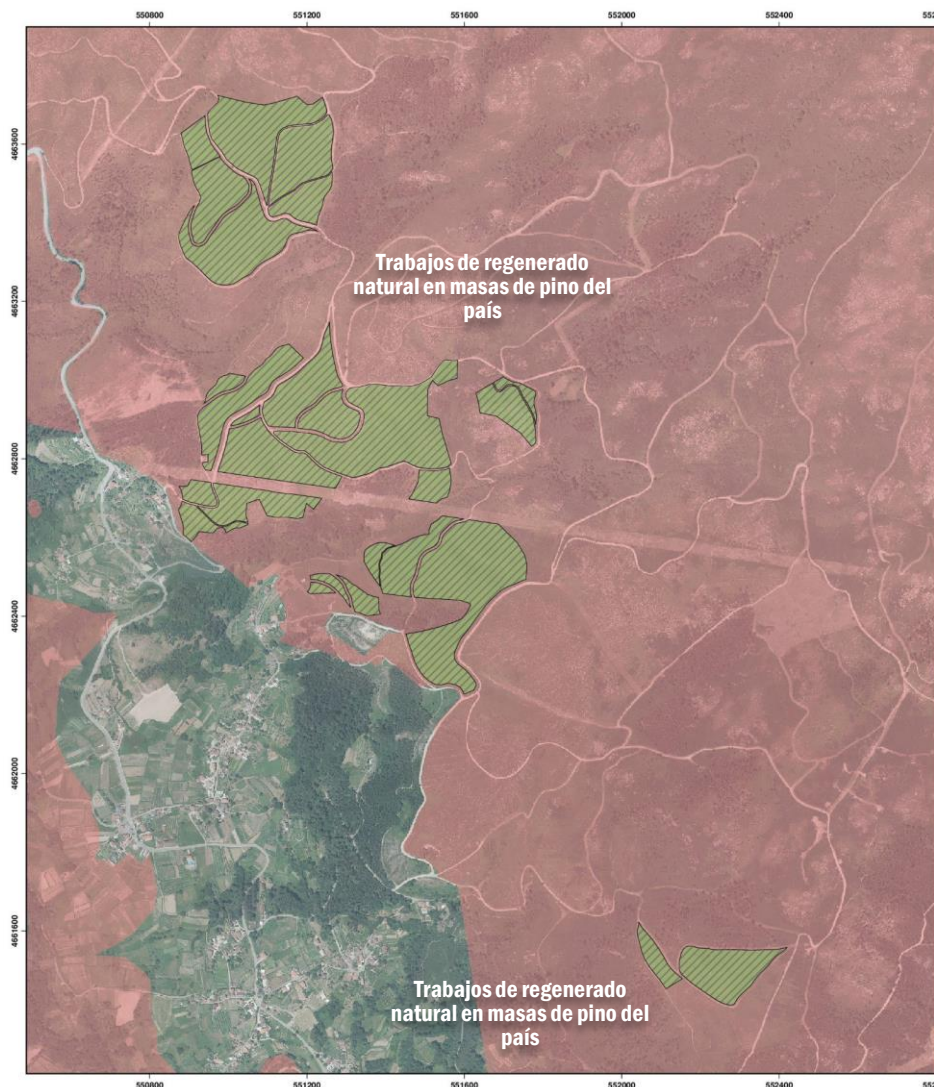 550800 551200 551600 552000 552400
4663600
Trabajos de regenerado
natural en masas de pino del
país
4663200
4662800
4662400
4662000
4661600
Trabajos de regenerado
natural en masas de pino del
país
550800 551200 551600 552000 552400